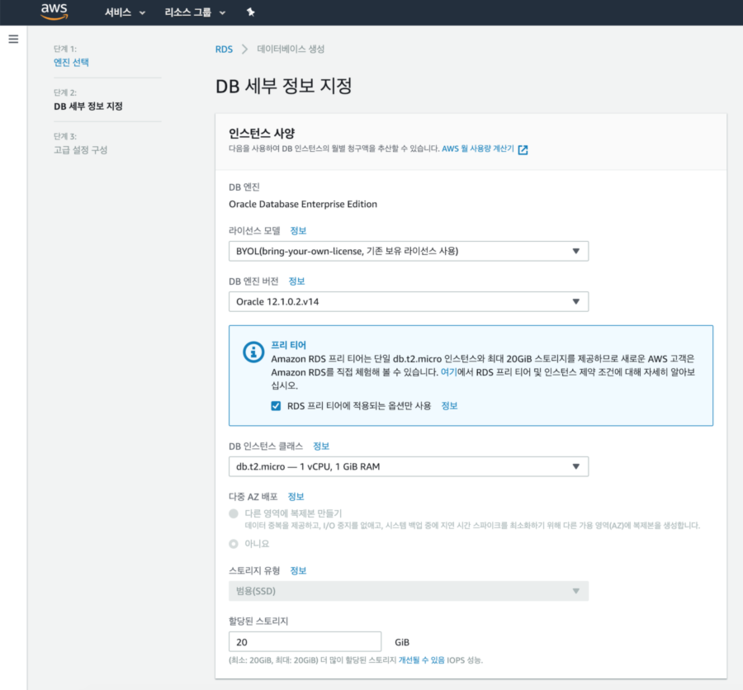 aws 서비스 리소스 그룹
단계 1:
엔진 선택
단계 2:
DB 세부 정보 지정
단계 3:
고급 설정 구성
RDS > 데이터베이스 생성
DB 세부 정보 지정
인스턴스 사양
다음을 사용하여 DB 인스턴스의 월별 청구액을 추산할 수 있습니다. AWS 월 사용량 계산기
DB 엔진
Oracle Database Enterprise Edition
라이선스 모델 정보
BYOL(bring-your-own-license, 기존 보유 라이선스 사용)
DB 엔진 버전 정보
Oracle 12.1.0.2.v14
프리 티어
Amazon RDS 프리 티어는 단일 db.t2.micro 인스턴스와 최대 20GiB 스토리지를 제공하므로 새로운 AWS 고객은
Amazon RDS를 직접 체험해 볼 수 있습니다. 여기에서 RDS 프리 티어 및 인스턴스 제약 조건에 대해 자세히 알아보
십시오.
RDS 프리 티어에 적용되는 옵션만 사용 정보
DB 인스턴스 클래스 정보
db.t2.micro — 1 vCPU, 1 GiB RAM
다중 AZ 배포 정보
다른 영역에 복제본 만들기
데이터 중복을 제공하고, I/O 중지를 없애고, 시스템 백업 중에 지연 시간 스파이크를 최소화하기 위해 다른 가용 영역(AZ)에 복제본을 생성합니다.
아니요
스토리지 유형 정보
범용(SSD)
할당된 스토리지
20 GiB
(최소: 20GiB, 최대: 20GiB) 더 많이 할당된 스토리지 개선될 수 있음 IOPS 성능.